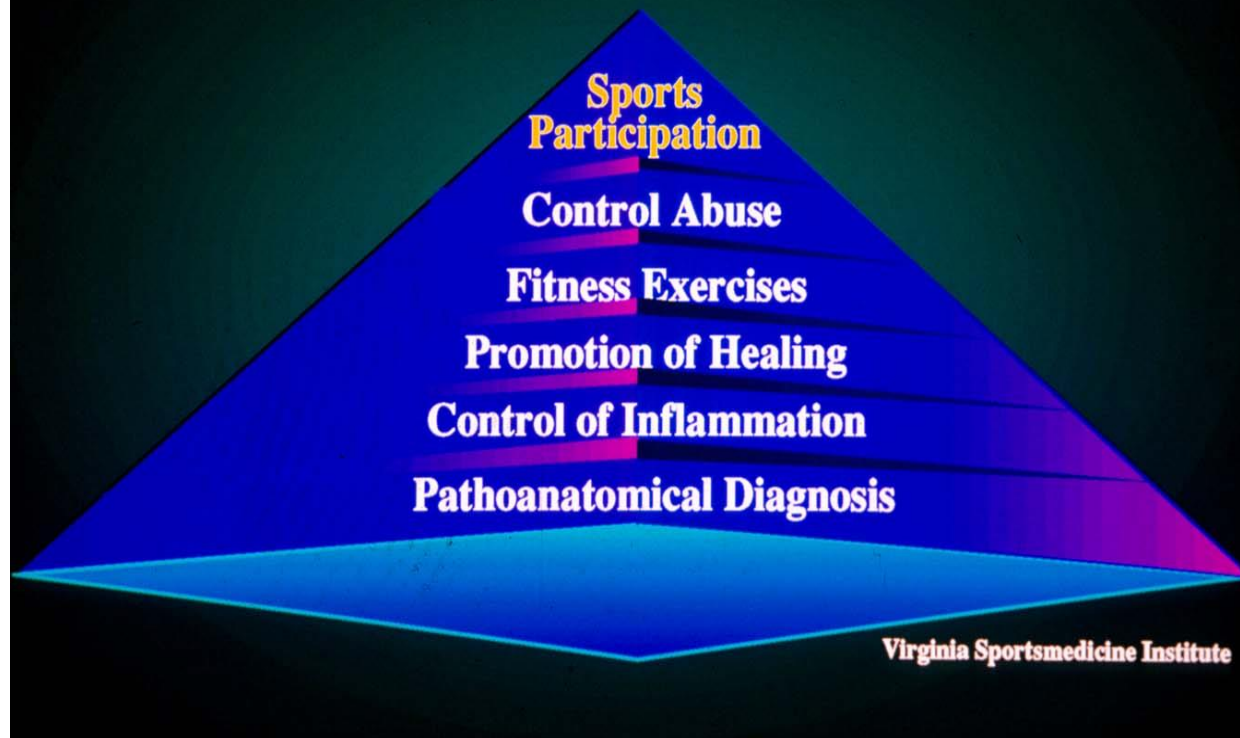 Sports
Participation
Control Abuse
Fitness Exercises
Promotion of Healing
Control of Inflammation
Pathoanatomical Diagnosis
Virginia Sportsmedicine Institute